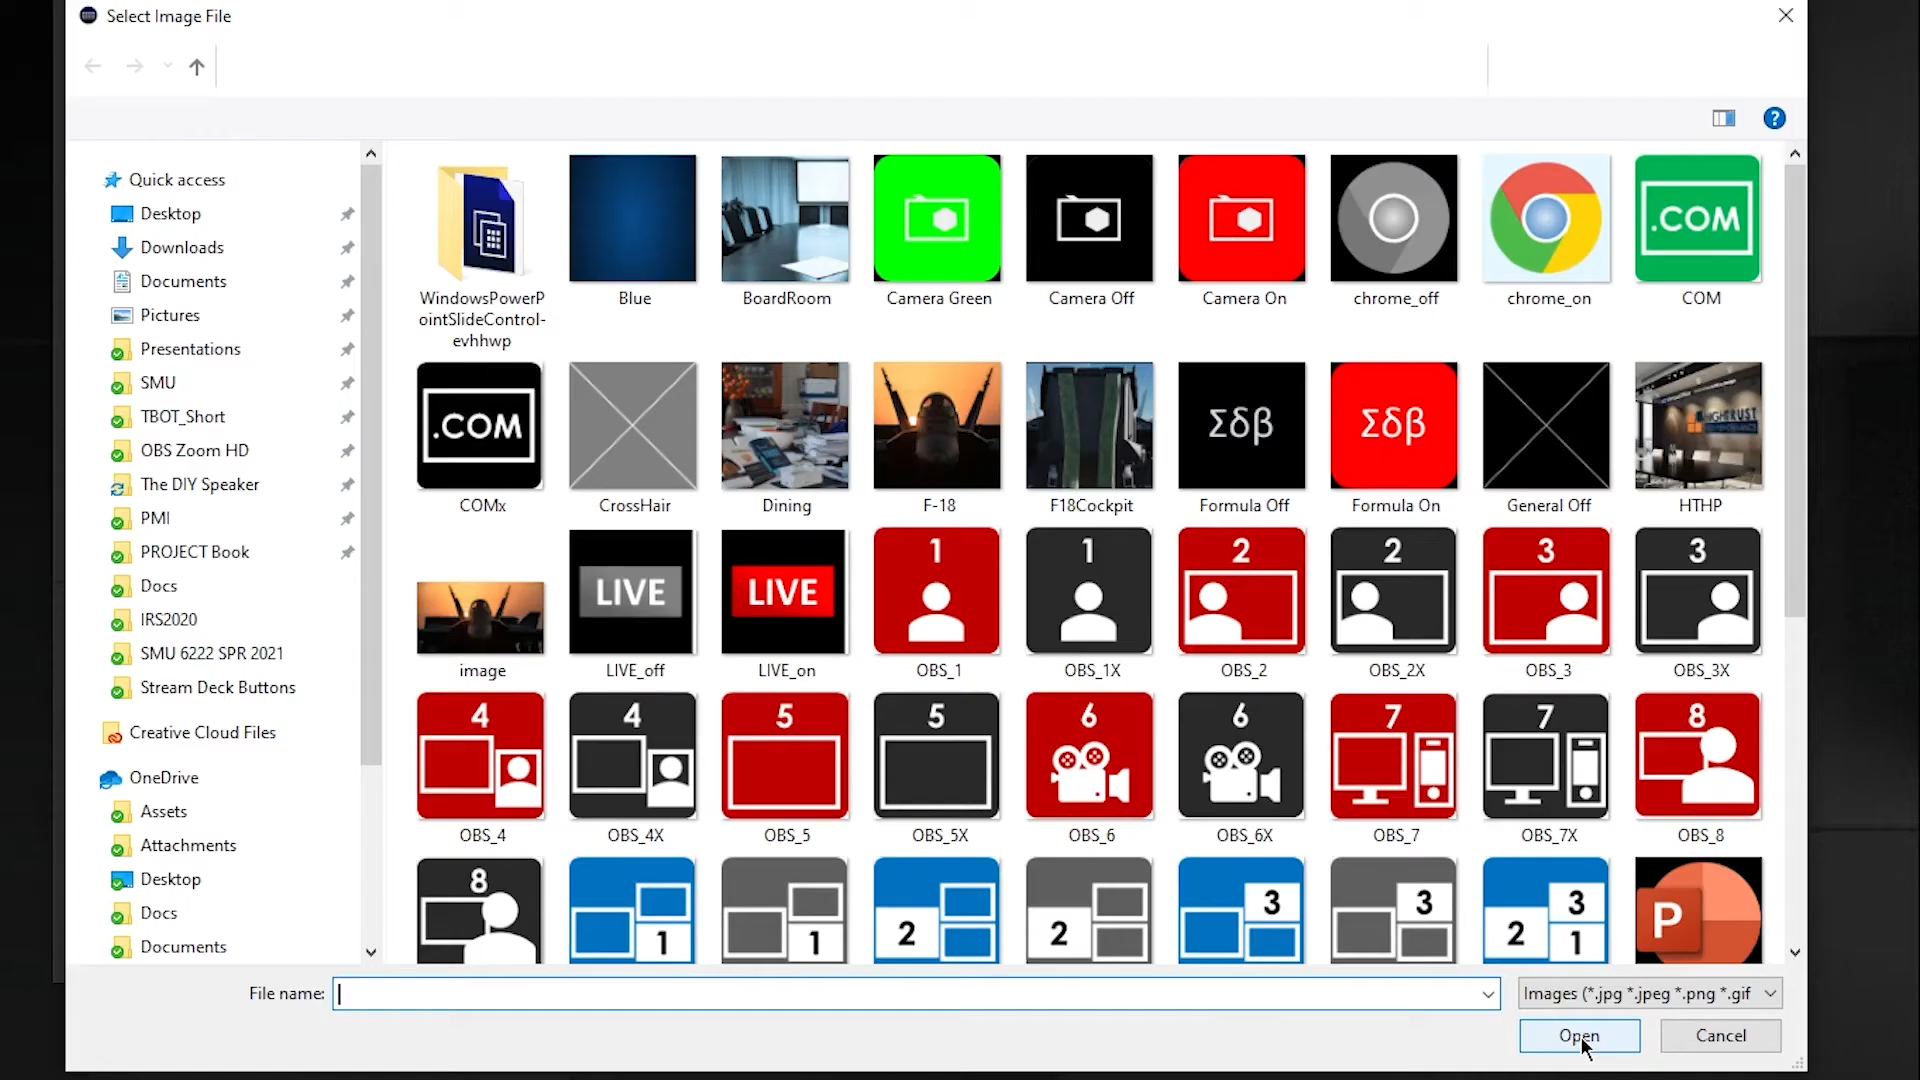 Select Image File
?
Quick access
Desktop
Downloads
Documents
Pictures
Presentations
SMU
TBOT_Short
OBS Zoom HD
The DIY Speaker
PMI
PROJECT Book
Docs
IRS2020
SMU 6222 SPR 2021
Stream Deck Buttons
Creative Cloud Files
OneDrive
Assets
Attachments
Desktop
Docs
Documents
.COM
WindowsPowerP
ointSlideControl-
evhhwp
Blue
BoardRoom
Camera Green
Camera Off
Camera On
chrome_off
chrome_on
COM
.COM
Σδβ
Σδβ
COMx
CrossHair
Dining
F-18
F18Cockpit
Formula Off
Formula On
General Off
HTHP
LIVE
LIVE
1
1
2
2
3
3
image
LIVE_off
LIVE_on
OBS_1
OBS_1X
OBS_2
OBS_2X
OBS_3
OBS_3X
4
4
5
5
6
6
7
7
8
OBS_4
OBS_4X
OBS_5
OBS_5X
OBS_6
OBS_6X
OBS_7
OBS_7X
OBS_8
8
1
1
2
2
3
3
2 3 1
P
File name:
Images (*.jpg *.jpeg *.png *.gif
Open
Cancel